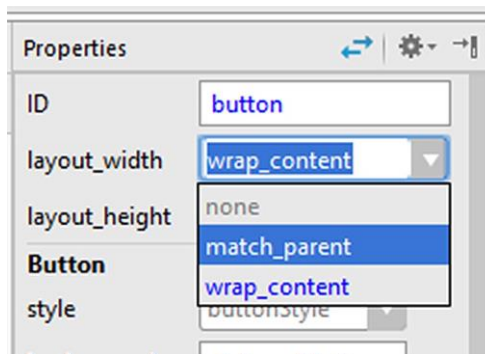 Properties
ID button
layout_width wrap_content
layout_height none
match_parent
Button
wrap_content
style buttonStyle